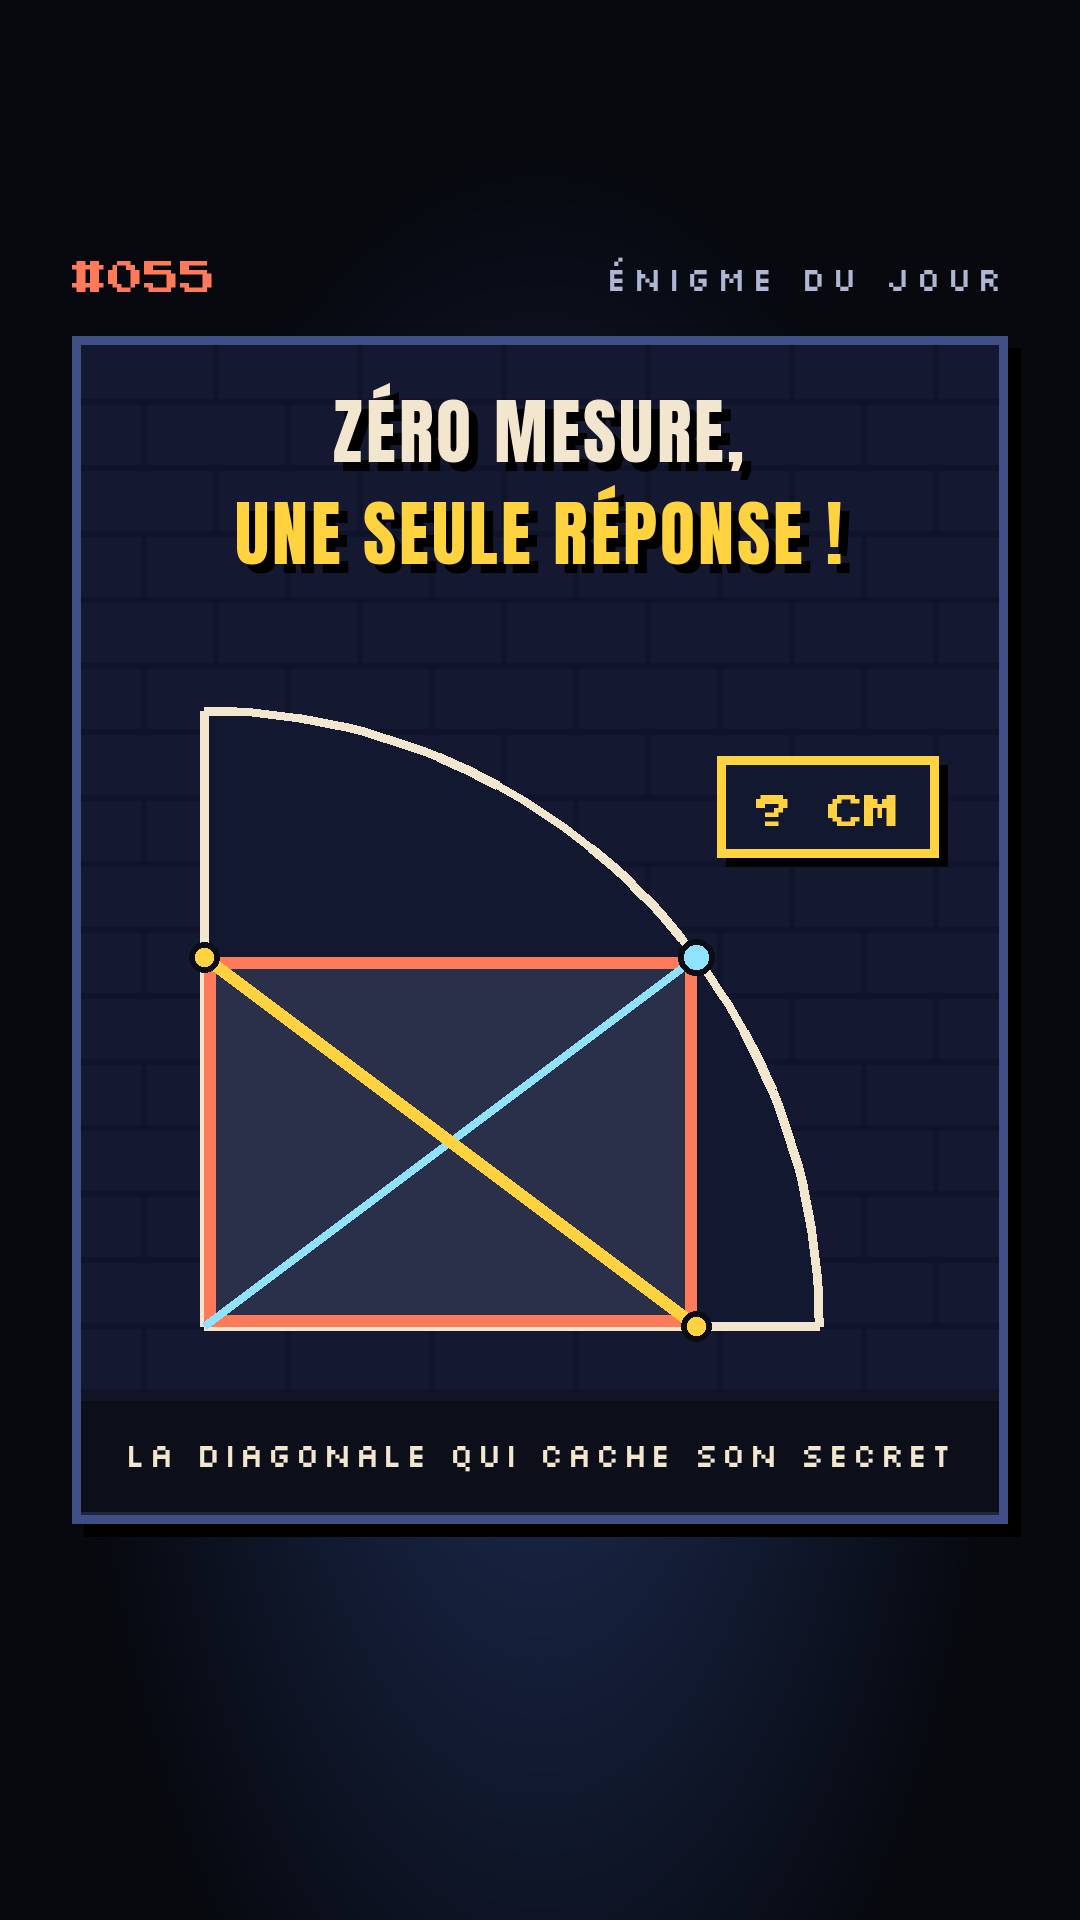 #055
ÉNIGME DU JOUR
ZÉRO MESURE,
UNE SEULE RÉPONSE !
? CM
LA DIAGONALE QUI CACHE SON SECRET